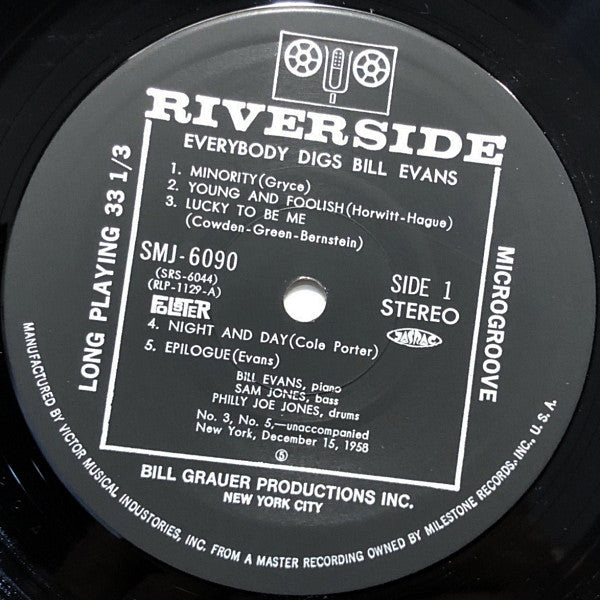 RIVERSIDE
EVERYBODY DIGS BILL EVANS
1. MINORITY (Gryce)
2. YOUNG AND FOOLISH (Horwitt-Hague)
3. LUCKY TO BE ME
(Cowden-Green-Bernstein)
SMJ-6090
(SRS-6044)
(RLP-1129-A)
SIDE 1
STEREO
JASRAC
4. NIGHT AND DAY (Cole Porter)
5. EPILOGUE (Evans)
BILL EVANS, piano
SAM JONES, bass
PHILLY JOE JONES, drums
No. 3, No. 5,—unaccompanied
New York, December 15, 1958
⑤
BILL GRAUER PRODUCTIONS INC.
NEW YORK CITY
LONG PLAYING 33 1/3
MICROGROOVE
MANUFACTURED BY VICTOR MUSICAL INDUSTRIES, INC. FROM A MASTER RECORDING OWNED BY MILESTONE RECORDS, INC., U.S.A.